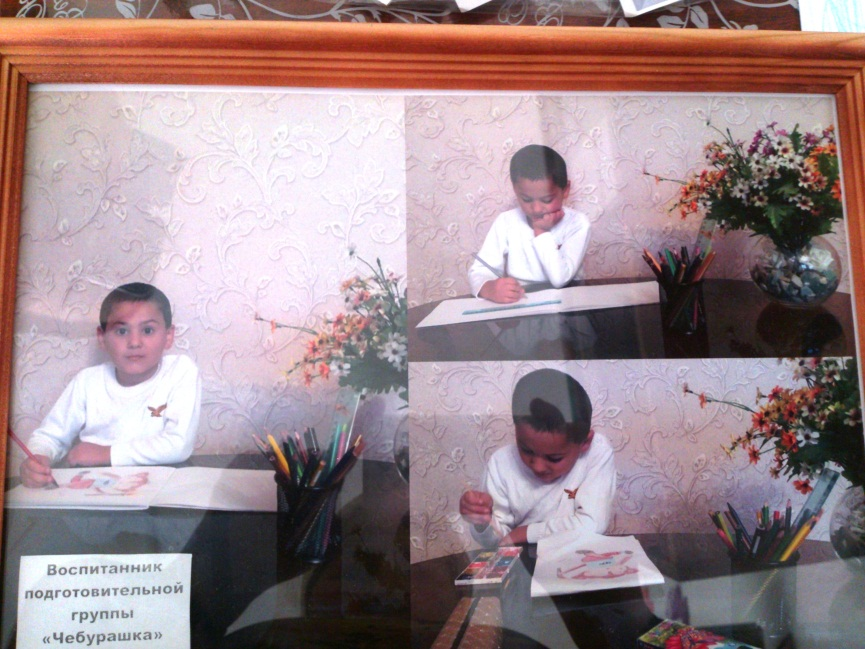 Воспитанник
подготовительной
группы
«Чебурашка»